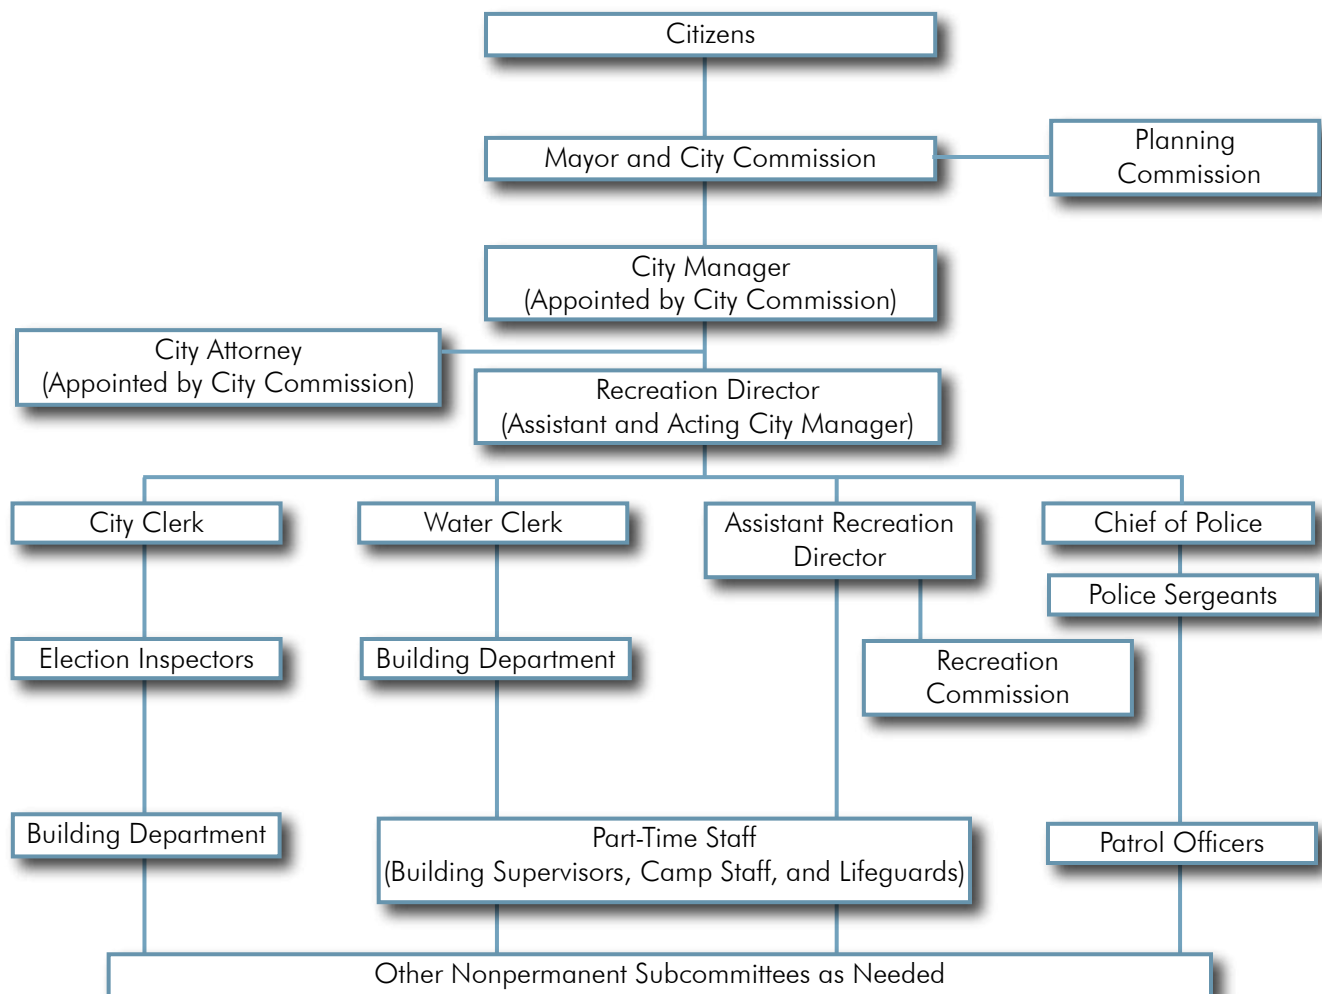 Citizens
Mayor and City Commission
Planning
Commission
City Manager
(Appointed by City Commission)
City Attorney
(Appointed by City Commission)
Recreation Director
(Assistant and Acting City Manager)
City Clerk
Water Clerk
Assistant Recreation
Director
Chief of Police
Police Sergeants
Election Inspectors
Building Department
Recreation
Commission
Building Department
Part-Time Staff
(Building Supervisors, Camp Staff, and Lifeguards)
Patrol Officers
Other Nonpermanent Subcommittees as Needed